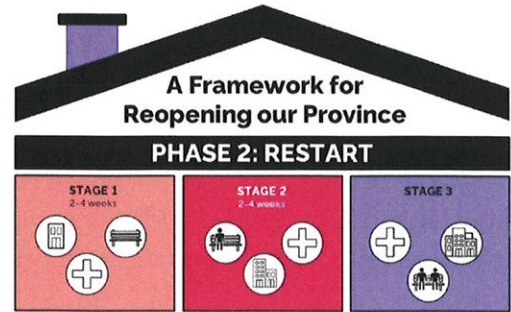 A Framework for
Reopening our Province
PHASE 2: RESTART
STAGE 1
2-4 weeks
STAGE 2
2-4 weeks
STAGE 3